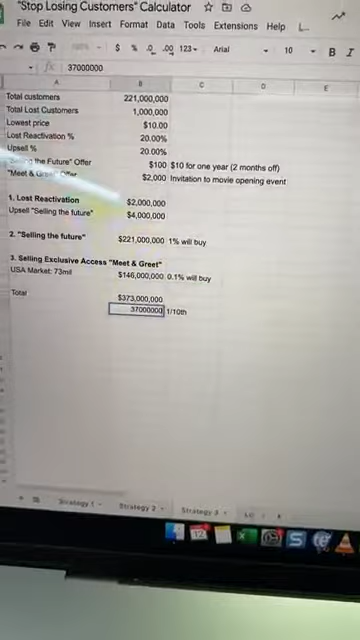 "Stop Losing Customers" Calculator
File Edit View Insert Format Data Tools Extensions Help L...
100% $ % .0 .00 123 Arial 10 B I
fx 37000000
A B C D E
Total customers 221,000,000
Total Lost Customers 1,000,000
Lowest price $10.00
Lost Reactivation % 20.00%
Upsell % 20.00%
"Selling the Future" Offer $100 $10 for one year (2 months off)
"Meet & Greet" Offer $2,000 Invitation to movie opening event
1. Lost Reactivation $2,000,000
Upsell "Selling the future" $4,000,000
2. "Selling the future" $221,000,000 1% will buy
3. Selling Exclusive Access "Meet & Greet"
USA Market: 73mil $146,000,000 0.1% will buy
Total $373,000,000
37000000 1/10th
Strategy 1 Strategy 2 Strategy 3
12